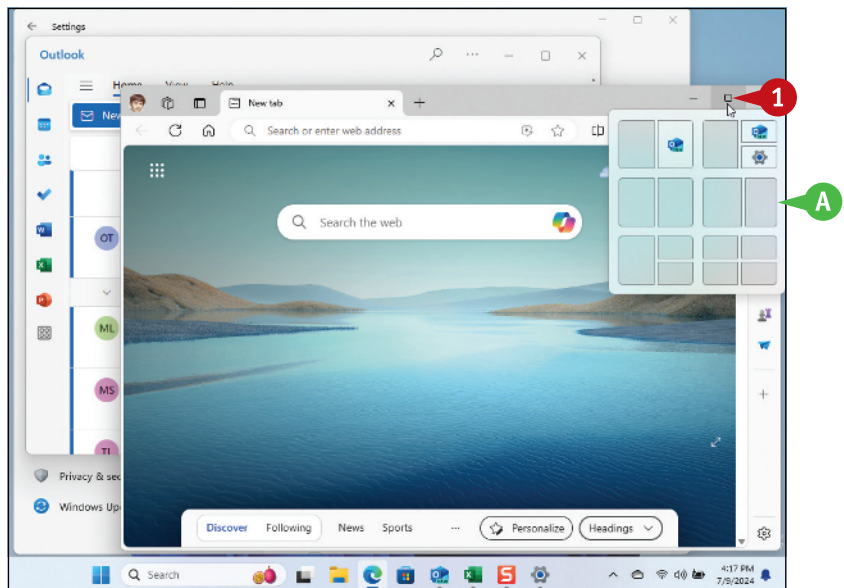 Settings
Outlook
Home View Help
New tab
1
New
Search or enter web address
A
Search the web
OT
ML
MS
TL
Privacy & sec
Windows Up
Discover Following News Sports ... Personalize Headings
Search
4:17 PM
7/9/2024